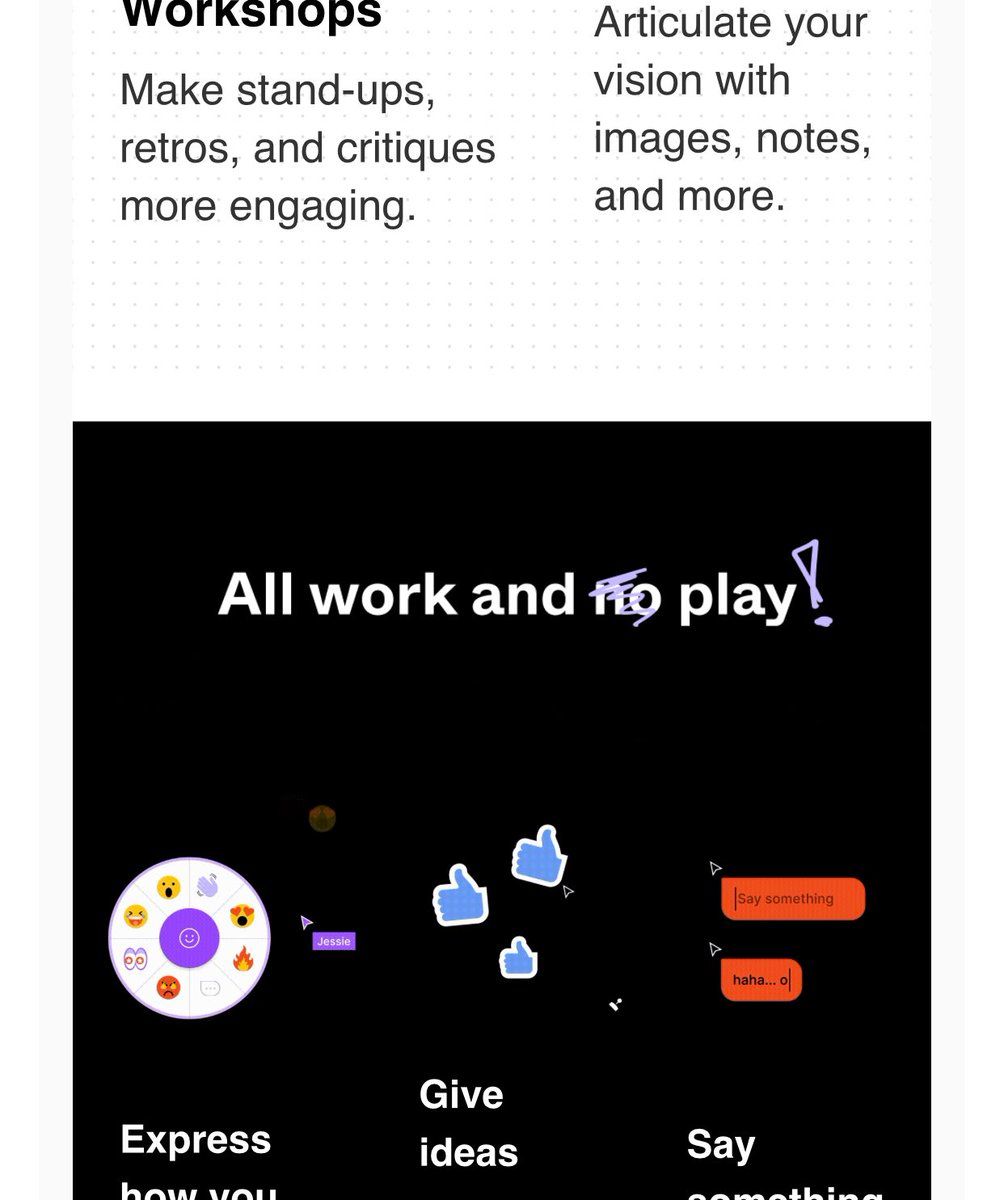 Workshops
Make stand-ups,
retros, and critiques
more engaging.
Articulate your
vision with
images, notes,
and more.
All work and no play!
Jessie
Say something
haha... o
Express
how you
Give
ideas
Say
something